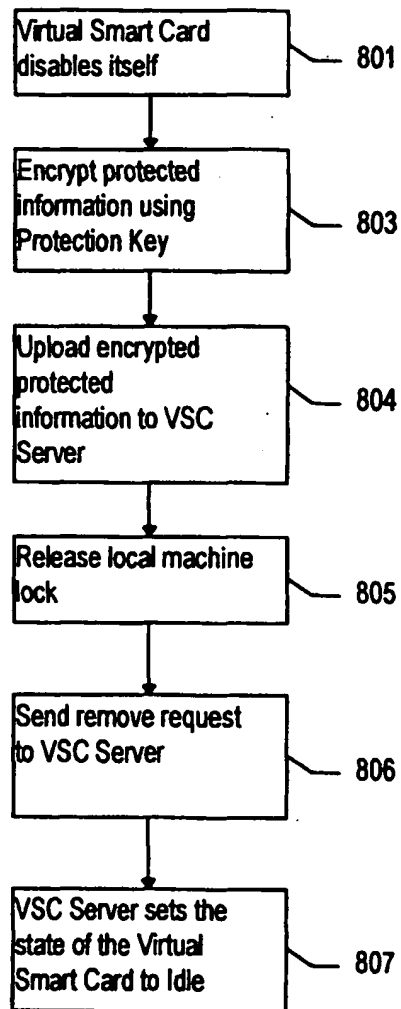 Virtual Smart Card
disables itself
801
Encrypt protected
information using
Protection Key
803
Upload encrypted
protected
information to VSC
Server
804
Release local machine
lock
805
Send remove request
to VSC Server
806
VSC Server sets the
state of the Virtual
Smart Card to Idle
807